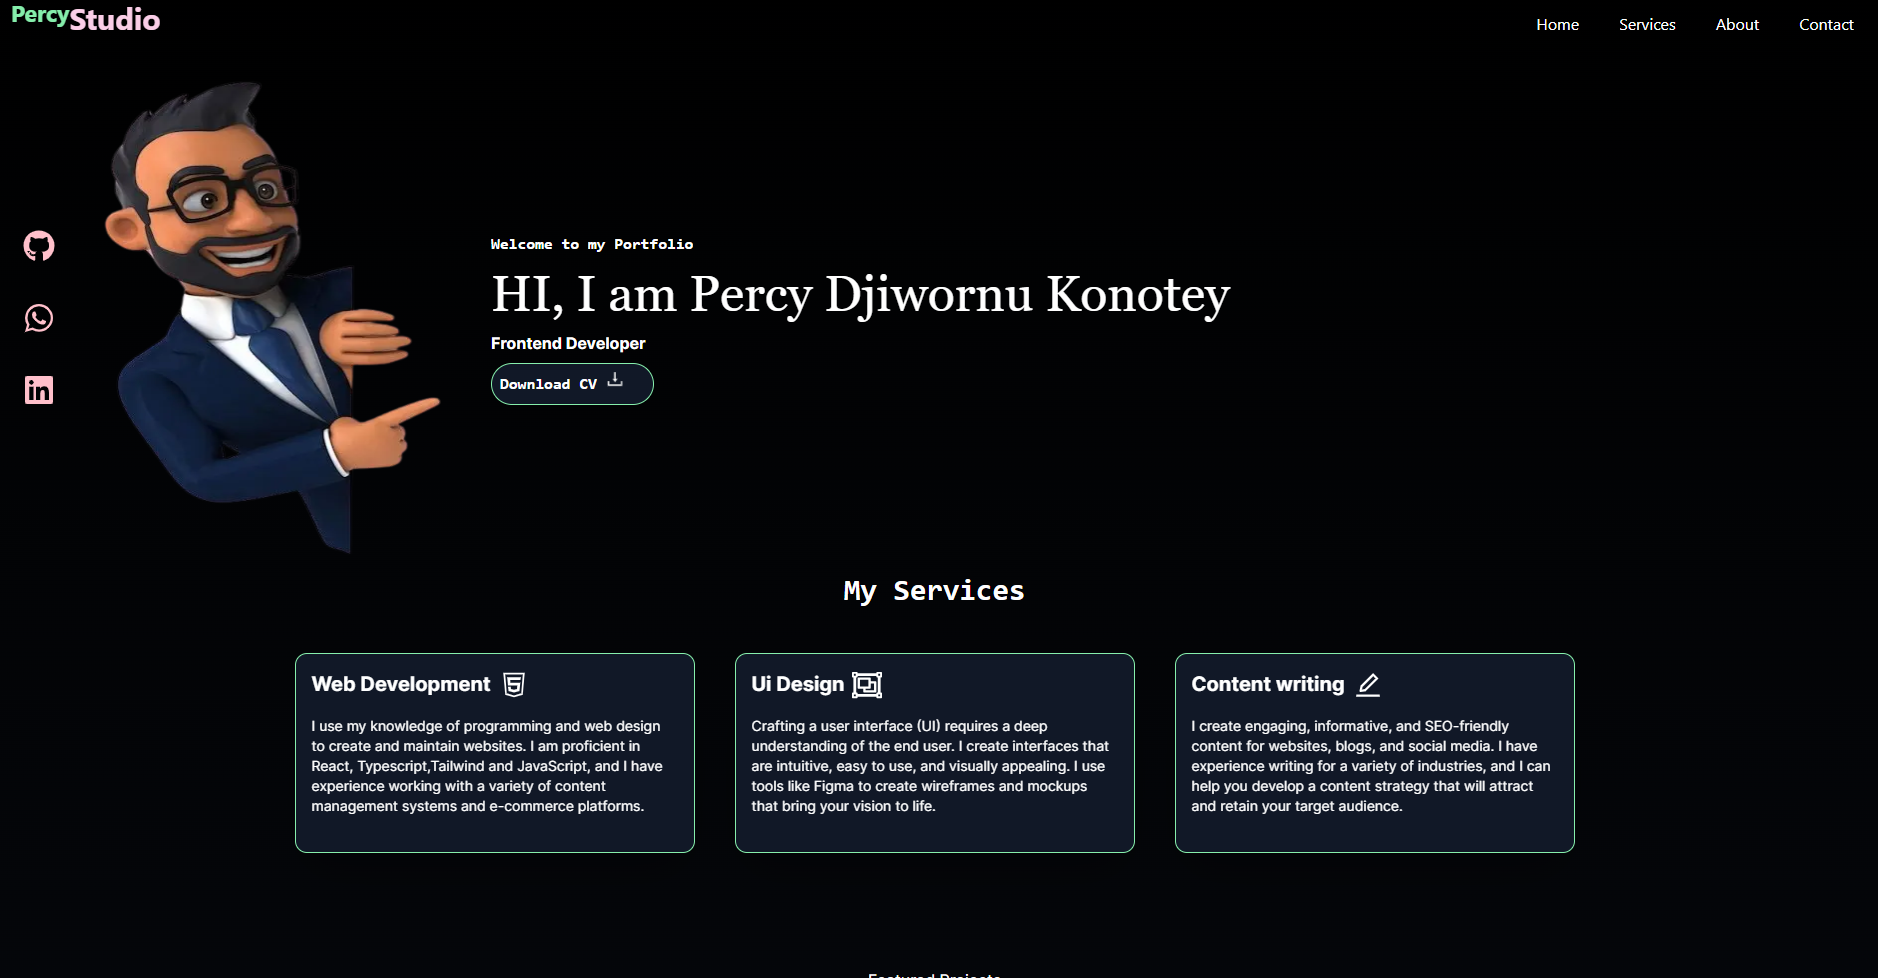 PercyStudio
Home
Services
About
Contact
Welcome to my Portfolio
HI, I am Percy Djiwornu Konotey
Frontend Developer
Download CV
in
My Services
Web Development
I use my knowledge of programming and web design
to create and maintain websites. I am proficient in
React, Typescript,Tailwind and JavaScript, and I have
experience working with a variety of content
management systems and e-commerce platforms.
Ui Design
Crafting a user interface (UI) requires a deep
understanding of the end user. I create interfaces that
are intuitive, easy to use, and visually appealing. I use
tools like Figma to create wireframes and mockups
that bring your vision to life.
Content writing
I create engaging, informative, and SEO-friendly
content for websites, blogs, and social media. I have
experience writing for a variety of industries, and I can
help you develop a content strategy that will attract
and retain your target audience.
Featured Projects